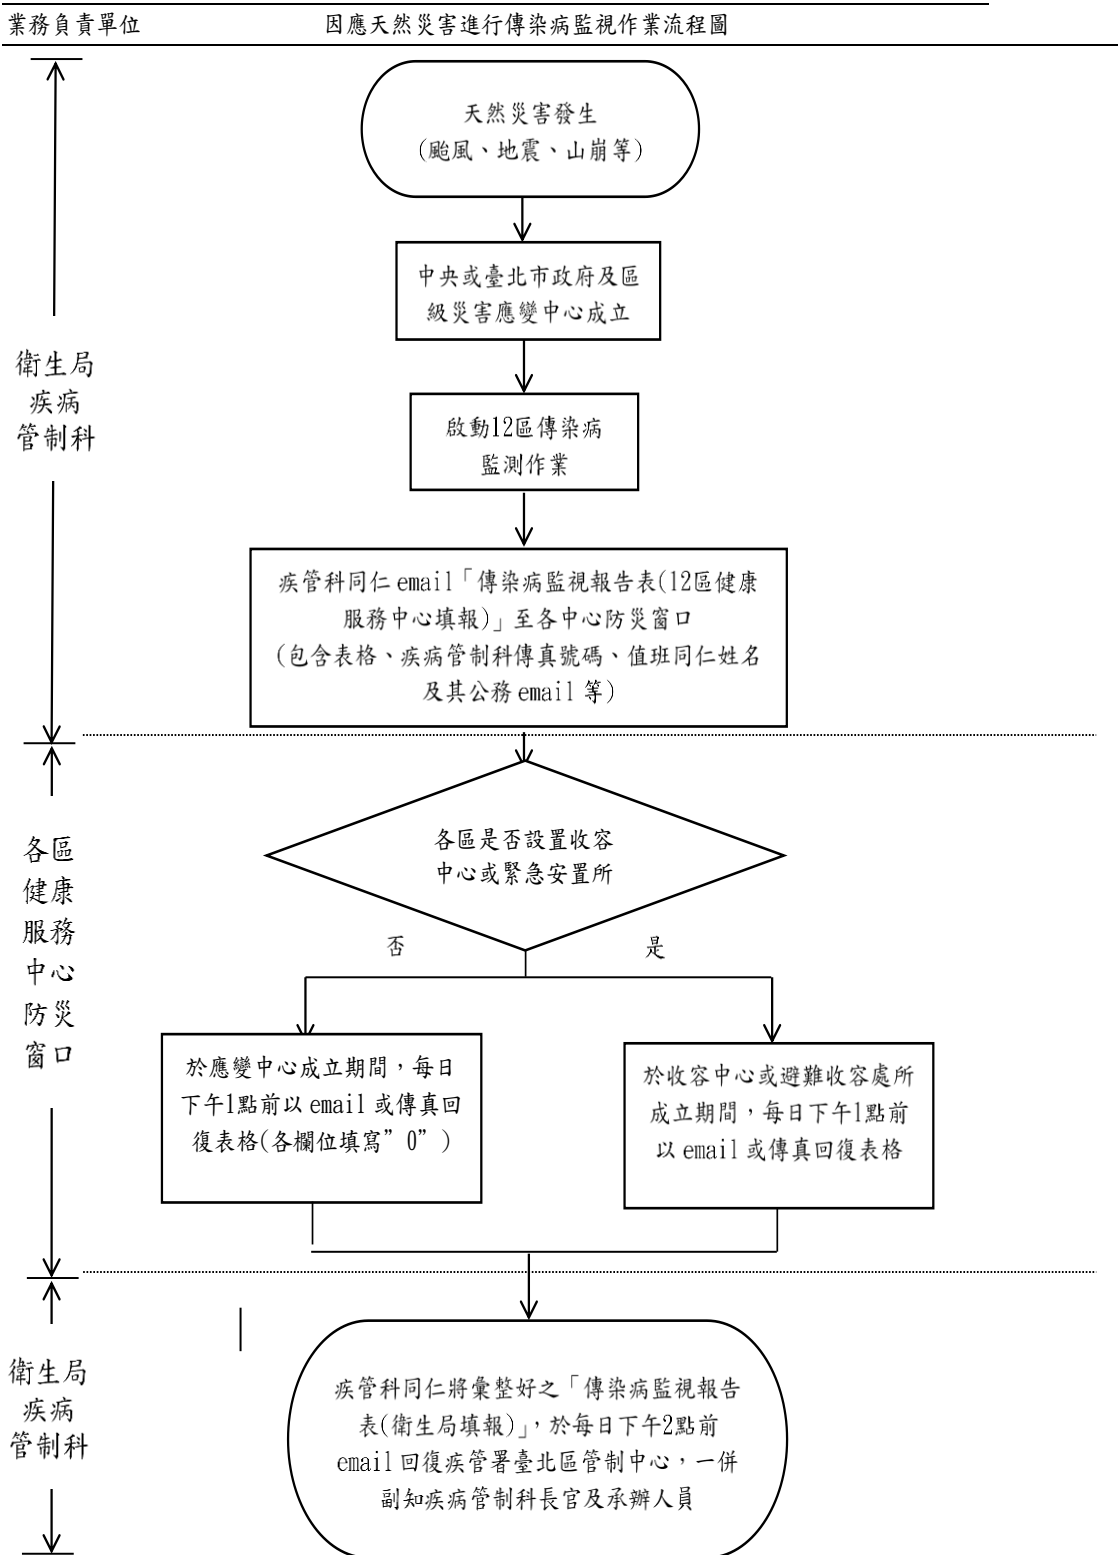 業務負責單位
因應天然災害進行傳染病監視作業流程圖
天然災害發生
(颱風、地震、山崩等)
中央或臺北市政府及區
級災害應變中心成立
衛生局
疾病
管制科
啟動12區傳染病
監測作業
疾管科同仁 email「傳染病監視報告表(12區健康
服務中心填報)」至各中心防災窗口
(包含表格、疾病管制科傳真號碼、值班同仁姓名
及其公務 email 等)
各區
健康
服務
中心
防災
窗口
各區是否設置收容
中心或緊急安置所
否
是
於應變中心成立期間，每日
下午1點前以 email 或傳真回
復表格(各欄位填寫”0”)
於收容中心或避難收容處所
成立期間，每日下午1點前
以 email 或傳真回復表格
衛生局
疾病
管制科
疾管科同仁將彙整好之「傳染病監視報告
表(衛生局填報)」，於每日下午2點前
email 回復疾管署臺北區管制中心，一併
副知疾病管制科長官及承辦人員